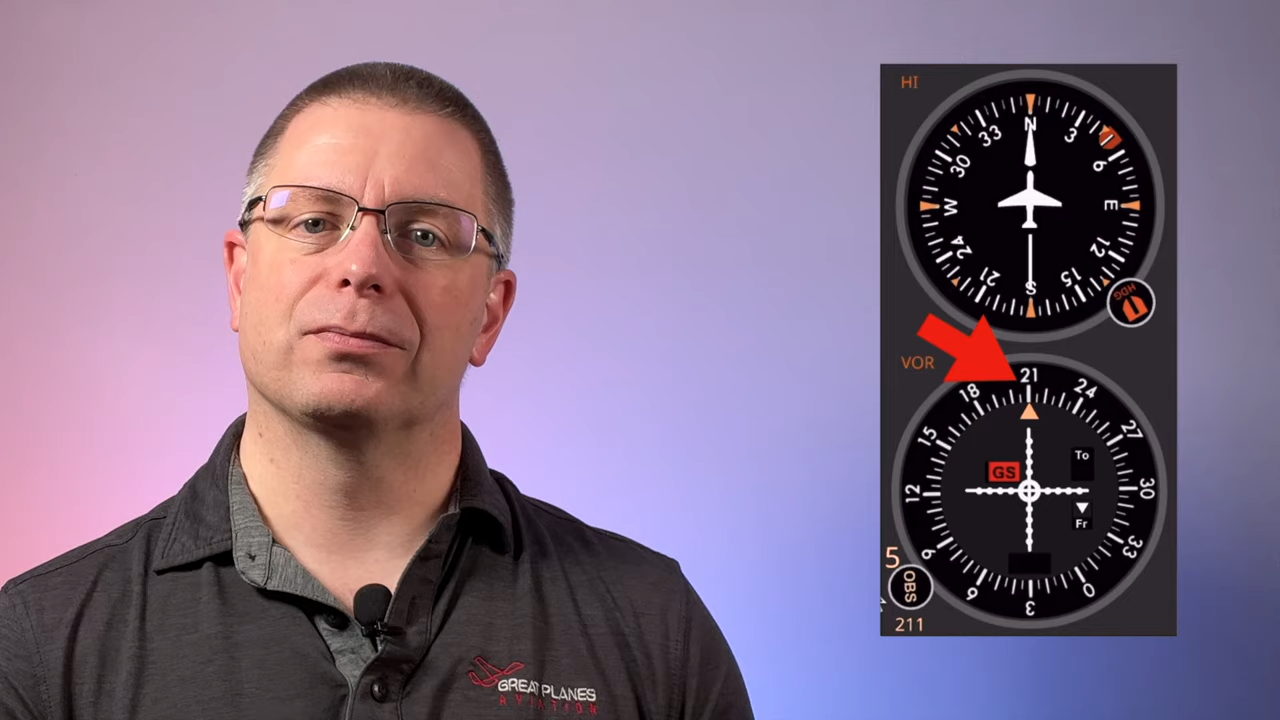 HI
N
3
6
E
12
15
S
21
24
W
30
33
HDG
VOR
21
24
27
30
33
0
3
6
9
12
15
18
GS
To
Fr
5
OBS
211
GREAT PLANES
AVIATION